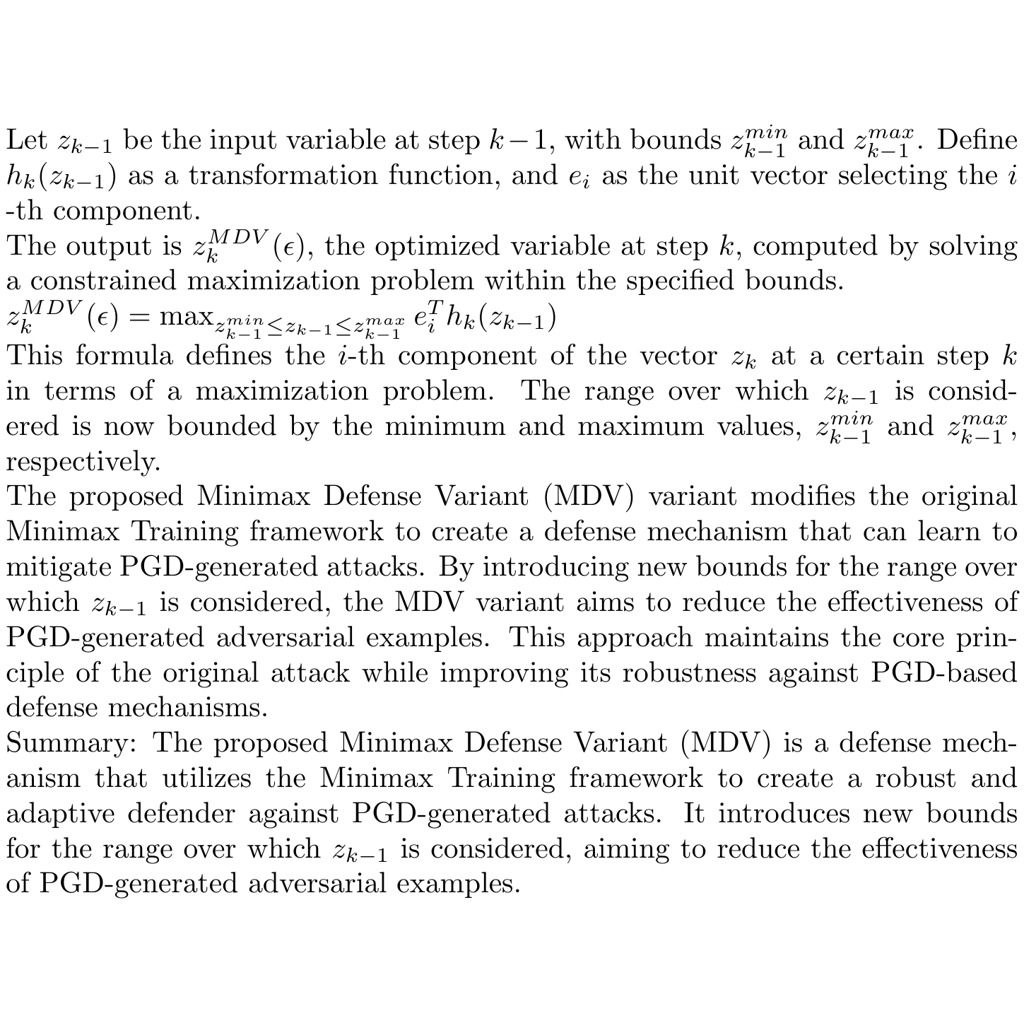 Let $z_{k-1}$ be the input variable at step $k-1$, with bounds $z_{k-1}^{min}$ and $z_{k-1}^{max}$. Define
$h_k(z_{k-1})$ as a transformation function, and $e_i$ as the unit vector selecting the $i$
-th component.
The output is $z_k^{MDV}(\epsilon)$, the optimized variable at step $k$, computed by solving
a constrained maximization problem within the specified bounds.
$z_k^{MDV}(\epsilon) = \max_{z_{k-1}^{min} \leq z_{k-1} \leq z_{k-1}^{max}} e_i^T h_k(z_{k-1})$
This formula defines the $i$-th component of the vector $z_k$ at a certain step $k$
in terms of a maximization problem. The range over which $z_{k-1}$ is consid-
ered is now bounded by the minimum and maximum values, $z_{k-1}^{min}$ and $z_{k-1}^{max}$,
respectively.
The proposed Minimax Defense Variant (MDV) variant modifies the original
Minimax Training framework to create a defense mechanism that can learn to
mitigate PGD-generated attacks. By introducing new bounds for the range over
which $z_{k-1}$ is considered, the MDV variant aims to reduce the effectiveness of
PGD-generated adversarial examples. This approach maintains the core prin-
ciple of the original attack while improving its robustness against PGD-based
defense mechanisms.
Summary: The proposed Minimax Defense Variant (MDV) is a defense mech-
anism that utilizes the Minimax Training framework to create a robust and
adaptive defender against PGD-generated attacks. It introduces new bounds
for the range over which $z_{k-1}$ is considered, aiming to reduce the effectiveness
of PGD-generated adversarial examples.